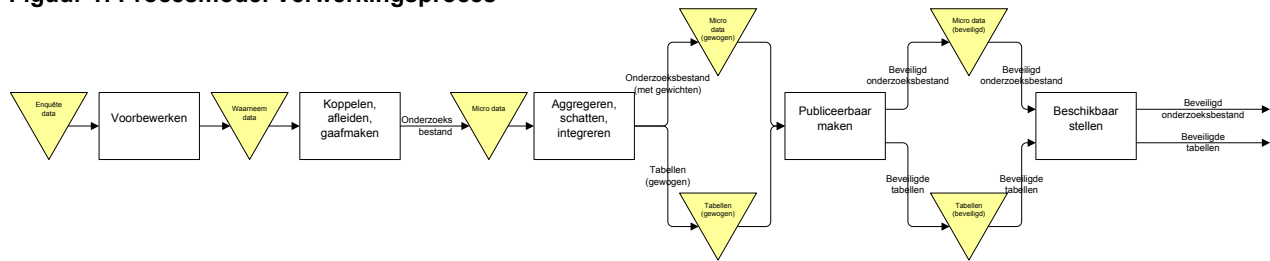 Figuur 1: Procesmodel Verwerkingsproces
Enquête
data
Voorbewerken
Waarneem
data
Koppelen,
afleiden,
gaafmaken
Onderzoeks
bestand
Micro data
Aggregeren,
schatten,
integreren
Onderzoeksbestand
(met gewichten)
Micro
data
(gewogen)
Tabellen
(gewogen)
Tabellen
(gewogen)
Publiceerbaar
maken
Beveiligd
onderzoeksbestand
Micro data
(beveiligd)
Beveiligd
onderzoeksbestand
Beveiligde
tabellen
Tabellen
(beveiligd)
Beveiligde
tabellen
Beschikbaar
stellen
Beveiligd
onderzoeksbestand
Beveiligde
tabellen